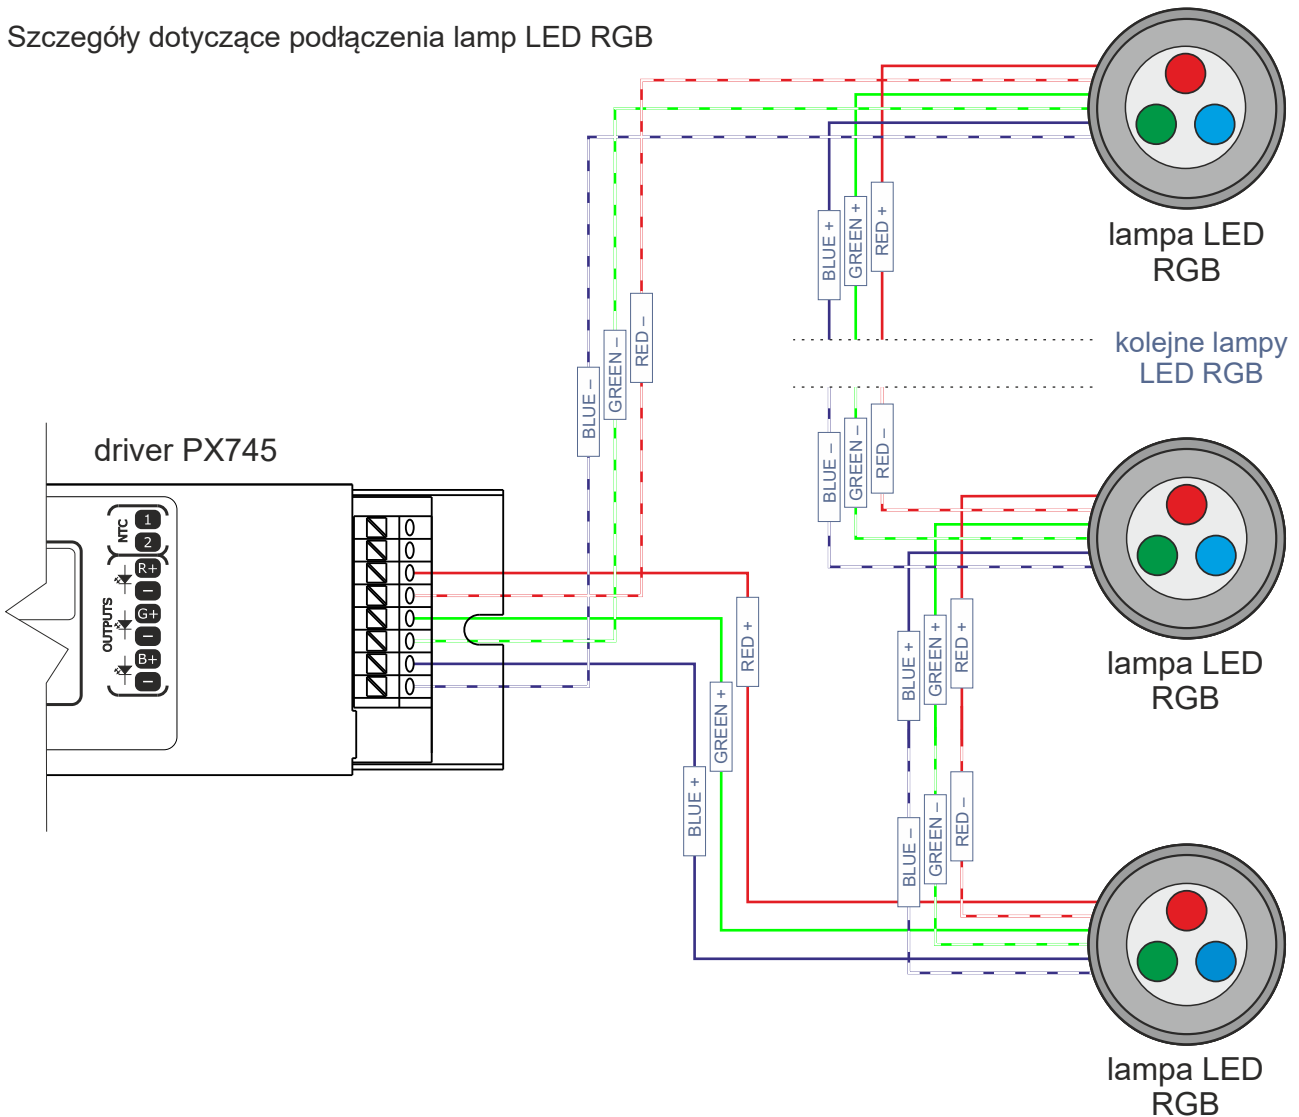 Szczegóły dotyczące podłączenia lamp LED RGB
lampa LED
RGB
BLUE +
GREEN +
RED +
kolejne lampy
LED RGB
BLUE –
GREEN –
RED –
BLUE –
GREEN –
RED –
driver PX745
NTC
1
2
OUTPUTS
R+
–
G+
–
B+
–
lampa LED
RGB
RED +
GREEN +
BLUE +
BLUE +
GREEN +
RED +
BLUE –
GREEN –
RED –
lampa LED
RGB